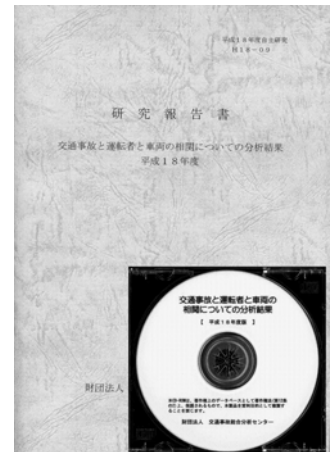 平成18年度自主研究
H18-09
研究報告書
交通事故と運転者と車両の相関についての分析結果
平成18年度
財団法人
交通事故と運転者と車両の
相関についての分析結果
【 平成18年度版 】
財団法人 交通事故総合分析センター